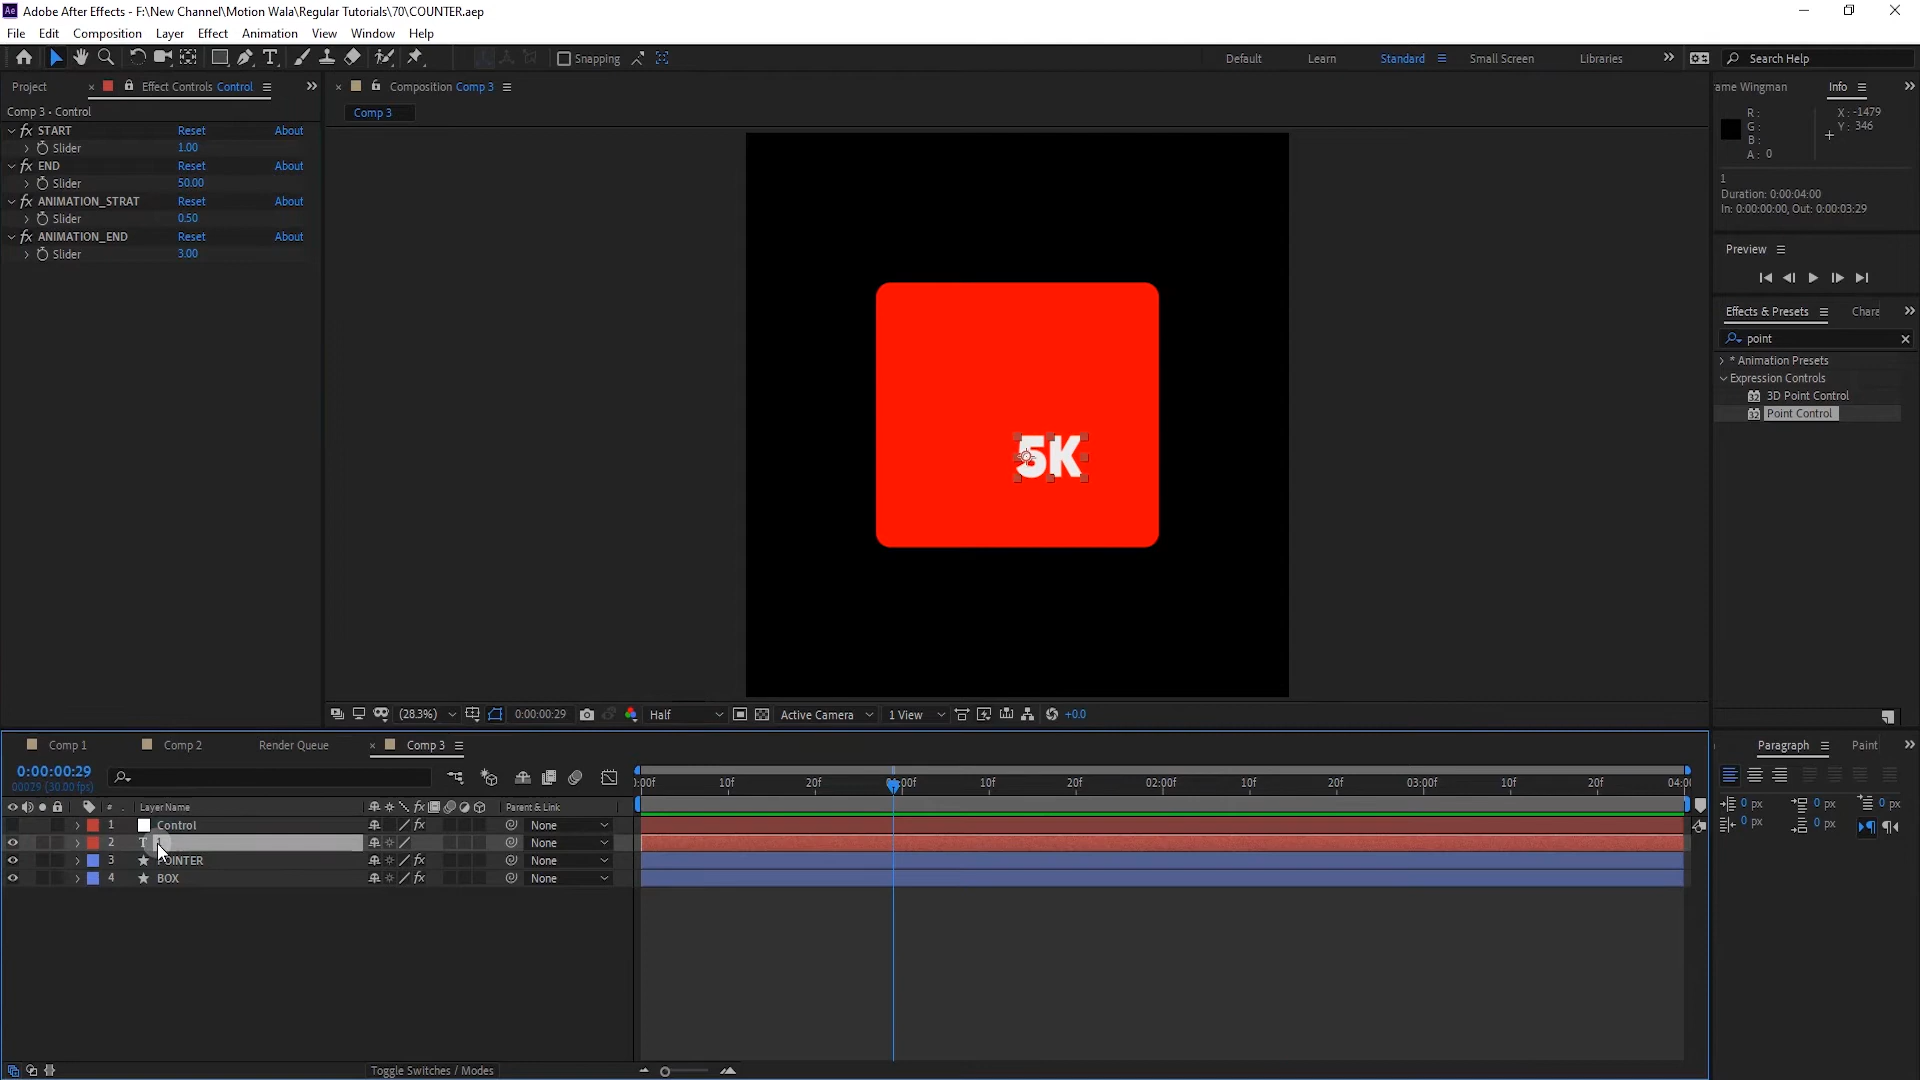 Adobe After Effects - F:\New Channel\Motion Wala\Regular Tutorials\70\COUNTER.aep
File Edit Composition Layer Effect Animation View Window Help
Snapping
Default Learn Standard Small Screen Libraries Search Help
Project Effect Controls Control
Composition Comp 3
Comp 3 - Control
Comp 3
fx START Reset About
Slider 1.00
fx END Reset About
Slider 50.00
fx ANIMATION_STRAT Reset About
Slider 0.50
fx ANIMATION_END Reset About
Slider 3.00
5K
ame Wingman Info
R: X: -1479
G: Y: 346
B:
A: 0
1
Duration: 0:00:04:00
In: 0:00:00:00, Out: 0:00:03:29
Preview
Effects & Presets Chara
point
* Animation Presets
Expression Controls
3D Point Control
Point Control
(28.3%) 0:00:00:29 Half Active Camera 1 View +0.0
Comp 1 Comp 2 Render Queue Comp 3
0:00:00:29
00029 (30.00 fps)
# Layer Name fx Parent & Link
1 Control fx None
2 T None
3 POINTER fx None
4 BOX fx None
:00f 10f 20f 01:00f 10f 20f 02:00f 10f 20f 03:00f 10f 20f 04:00
Toggle Switches / Modes
Paragraph Paint
0 px 0 px 0 px
0 px 0 px